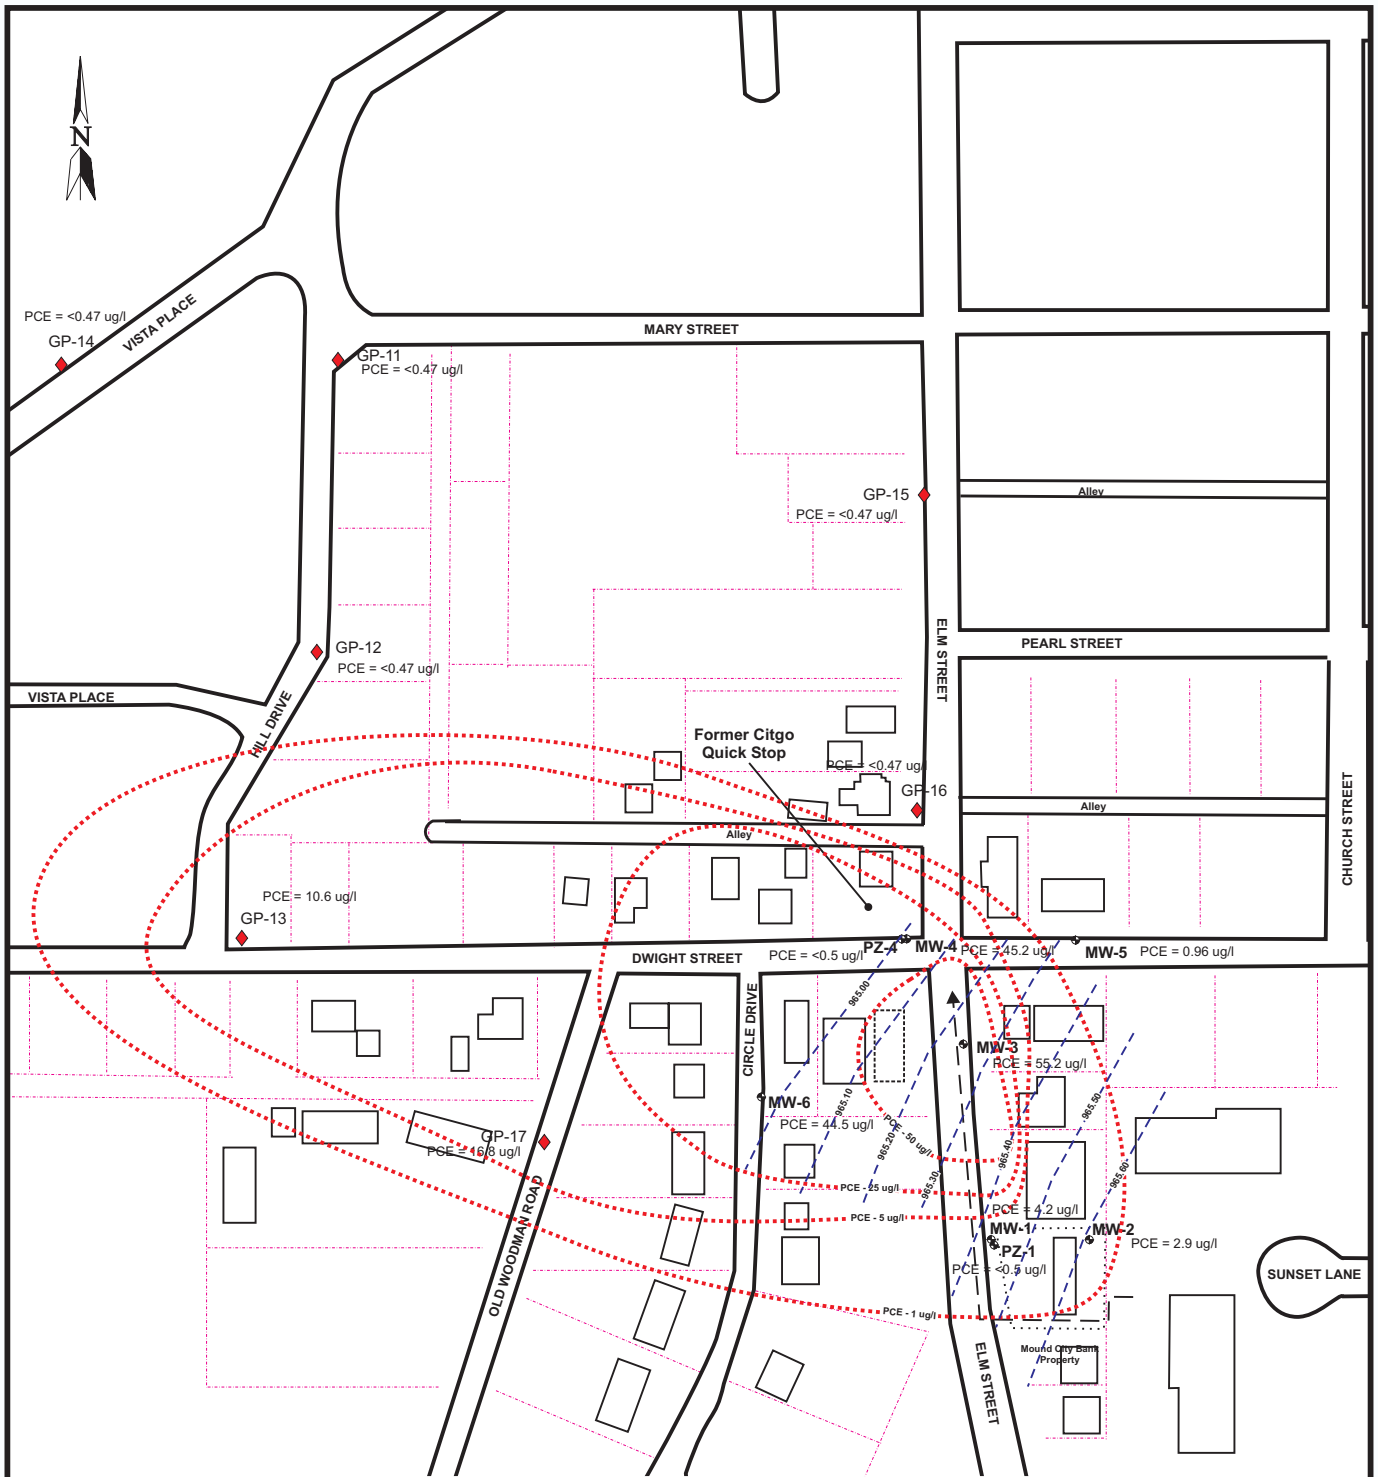 N
MARY STREET
VISTA PLACE
PCE = <0.47 ug/l
GP-14
GP-11
PCE = <0.47 ug/l
GP-15
PCE = <0.47 ug/l
Alley
ELM STREET
PEARL STREET
GP-12
PCE = <0.47 ug/l
VISTA PLACE
HILL DRIVE
Former Citgo
Quick Stop
PCE = <0.47 ug/l
GP-16
Alley
Alley
CHURCH STREET
PCE = 10.6 ug/l
GP-13
DWIGHT STREET
PCE = <0.5 ug/l
PZ-4
MW-4
PCE = 45.2 ug/l
MW-5
PCE = 0.96 ug/l
965.00
CIRCLE DRIVE
MW-3
PCE = 55.2 ug/l
MW-6
PCE = 44.5 ug/l
965.10
965.50
PCE - 50 ug/l
965.20
965.40
965.30
965.60
GP-17
PCE = 16.8 ug/l
PCE - 25 ug/l
OLD WOODMAN ROAD
PCE - 5 ug/l
PCE = 4.2 ug/l
MW-1
PZ-1
PCE = <0.5 ug/l
MW-2
PCE = 2.9 ug/l
SUNSET LANE
PCE - 1 ug/l
Mound City Bank
Property
ELM STREET